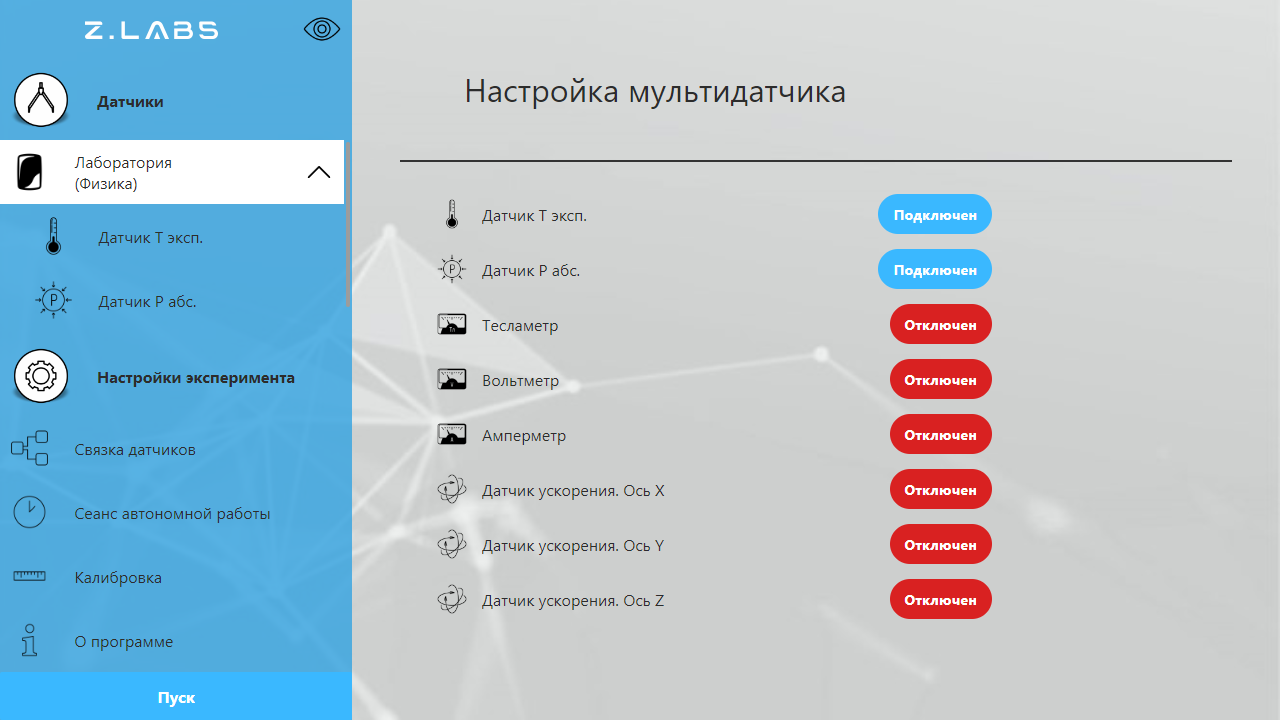 Z.LABS
Датчики
Лаборатория
(Физика)
Датчик T эксп.
P
Датчик P абс.
Настройки эксперимента
Связка датчиков
Сеанс автономной работы
Калибровка
О программе
Пуск
Настройка мультидатчика
Датчик T эксп.
Подключен
P
Датчик P абс.
Подключен
Тесламетр
Отключен
Вольтметр
Отключен
Амперметр
Отключен
Датчик ускорения. Ось X
Отключен
Датчик ускорения. Ось Y
Отключен
Датчик ускорения. Ось Z
Отключен